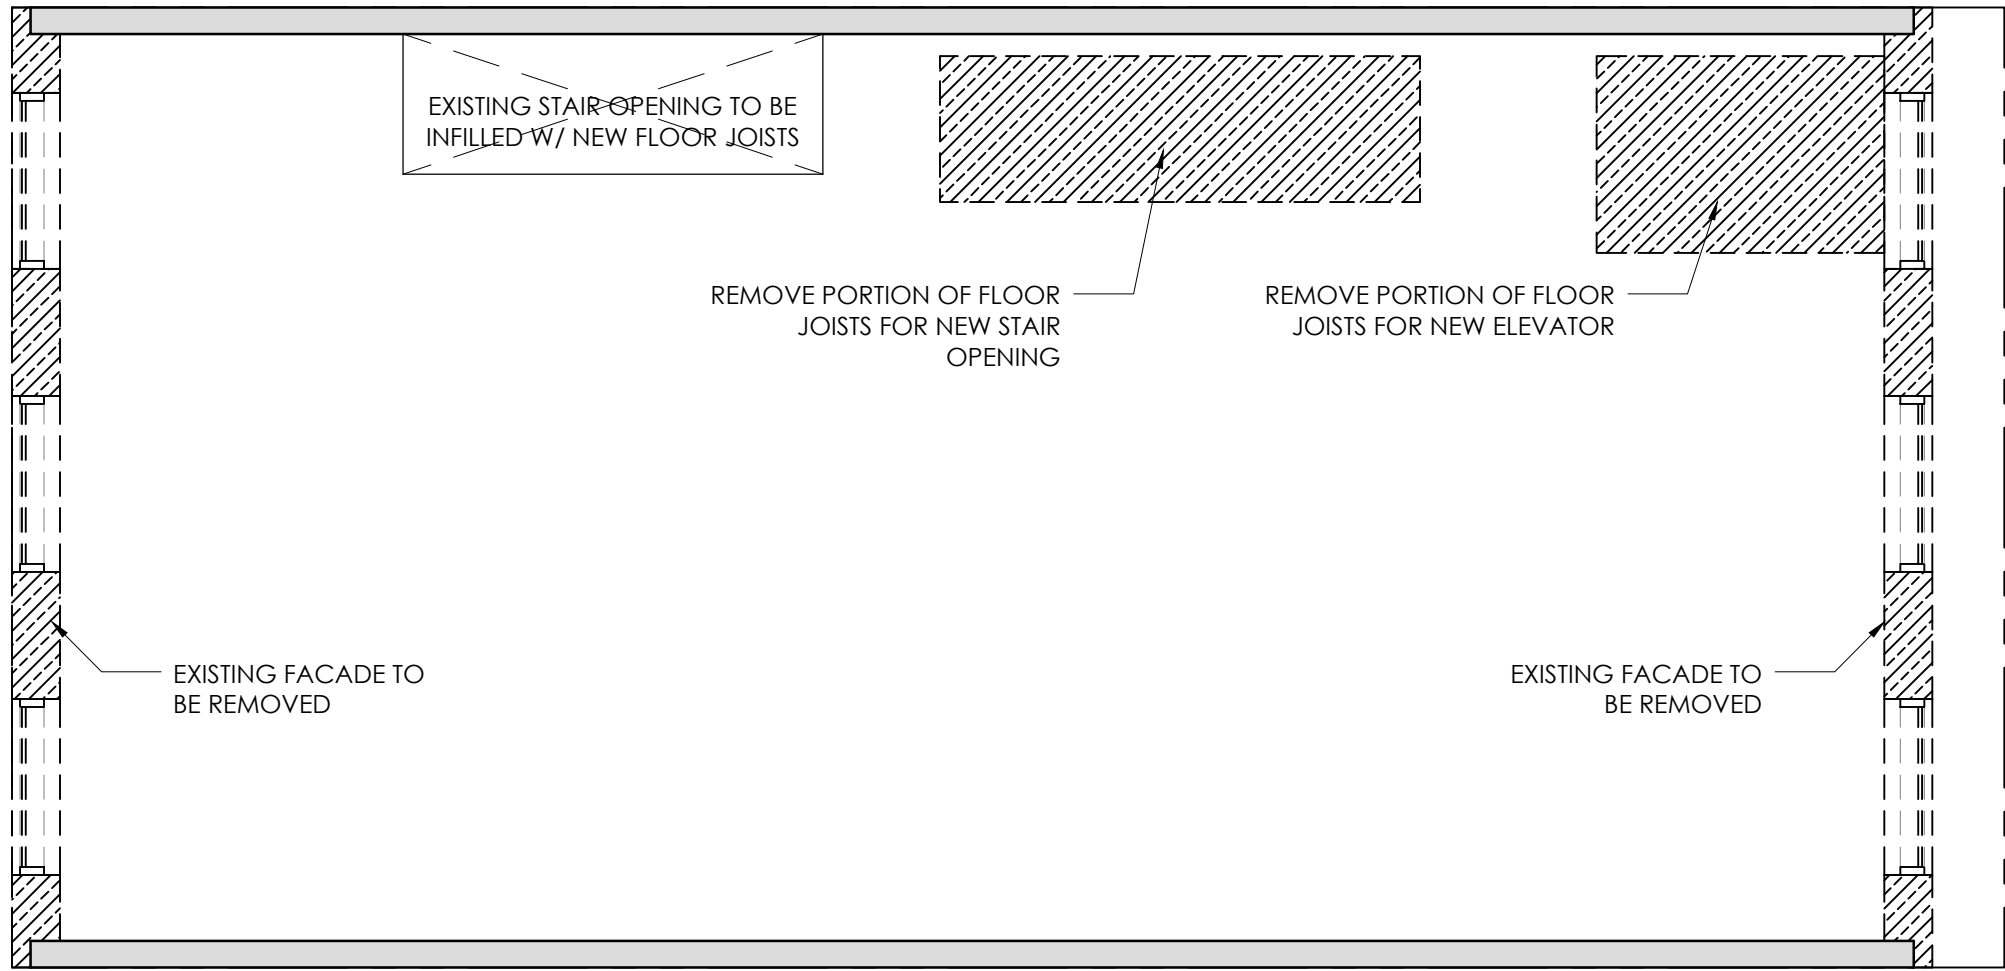 EXISTING STAIR OPENING TO BE
INFILLED W/ NEW FLOOR JOISTS
REMOVE PORTION OF FLOOR
JOISTS FOR NEW STAIR
OPENING
REMOVE PORTION OF FLOOR
JOISTS FOR NEW ELEVATOR
EXISTING FACADE TO
BE REMOVED
EXISTING FACADE TO
BE REMOVED